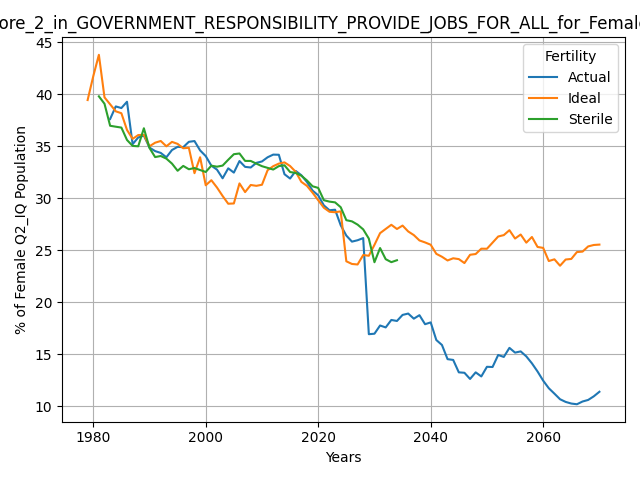 ore_2_in_GOVERNMENT_RESPONSIBILITY_PROVIDE_JOBS_FOR_ALL_for_Female
45
40
35
30
25
20
15
10
% of Female Q2_IQ Population
Fertility
Actual
Ideal
Sterile
1980
2000
2020
2040
2060
Years